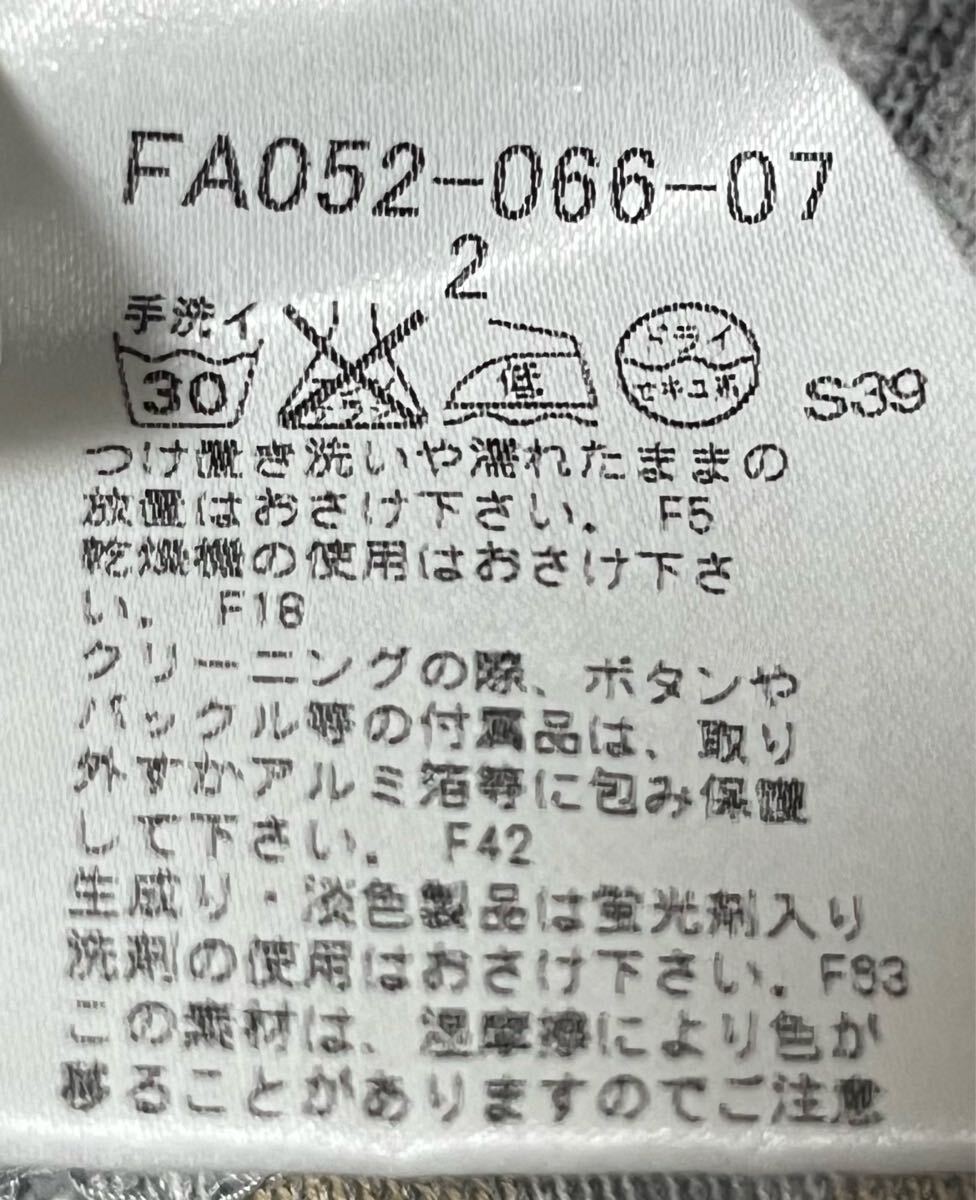 FA052-066-07
2
手洗イ
30 エンソ 低 ドライ セキユ系 S39
つけ置き洗いや濡れたままの
放置はおさけ下さい. F5
乾燥機の使用はおさけ下さ
い. F18
クリーニングの際、ボタンや
バックル等の付属品は、取り
外すかアルミ箔等に包み保護
して下さい. F42
生成り・淡色製品は蛍光剤入り
洗剤の使用はおさけ下さい. F83
この素材は、湿摩擦により色が
移ることがありますのでご注意